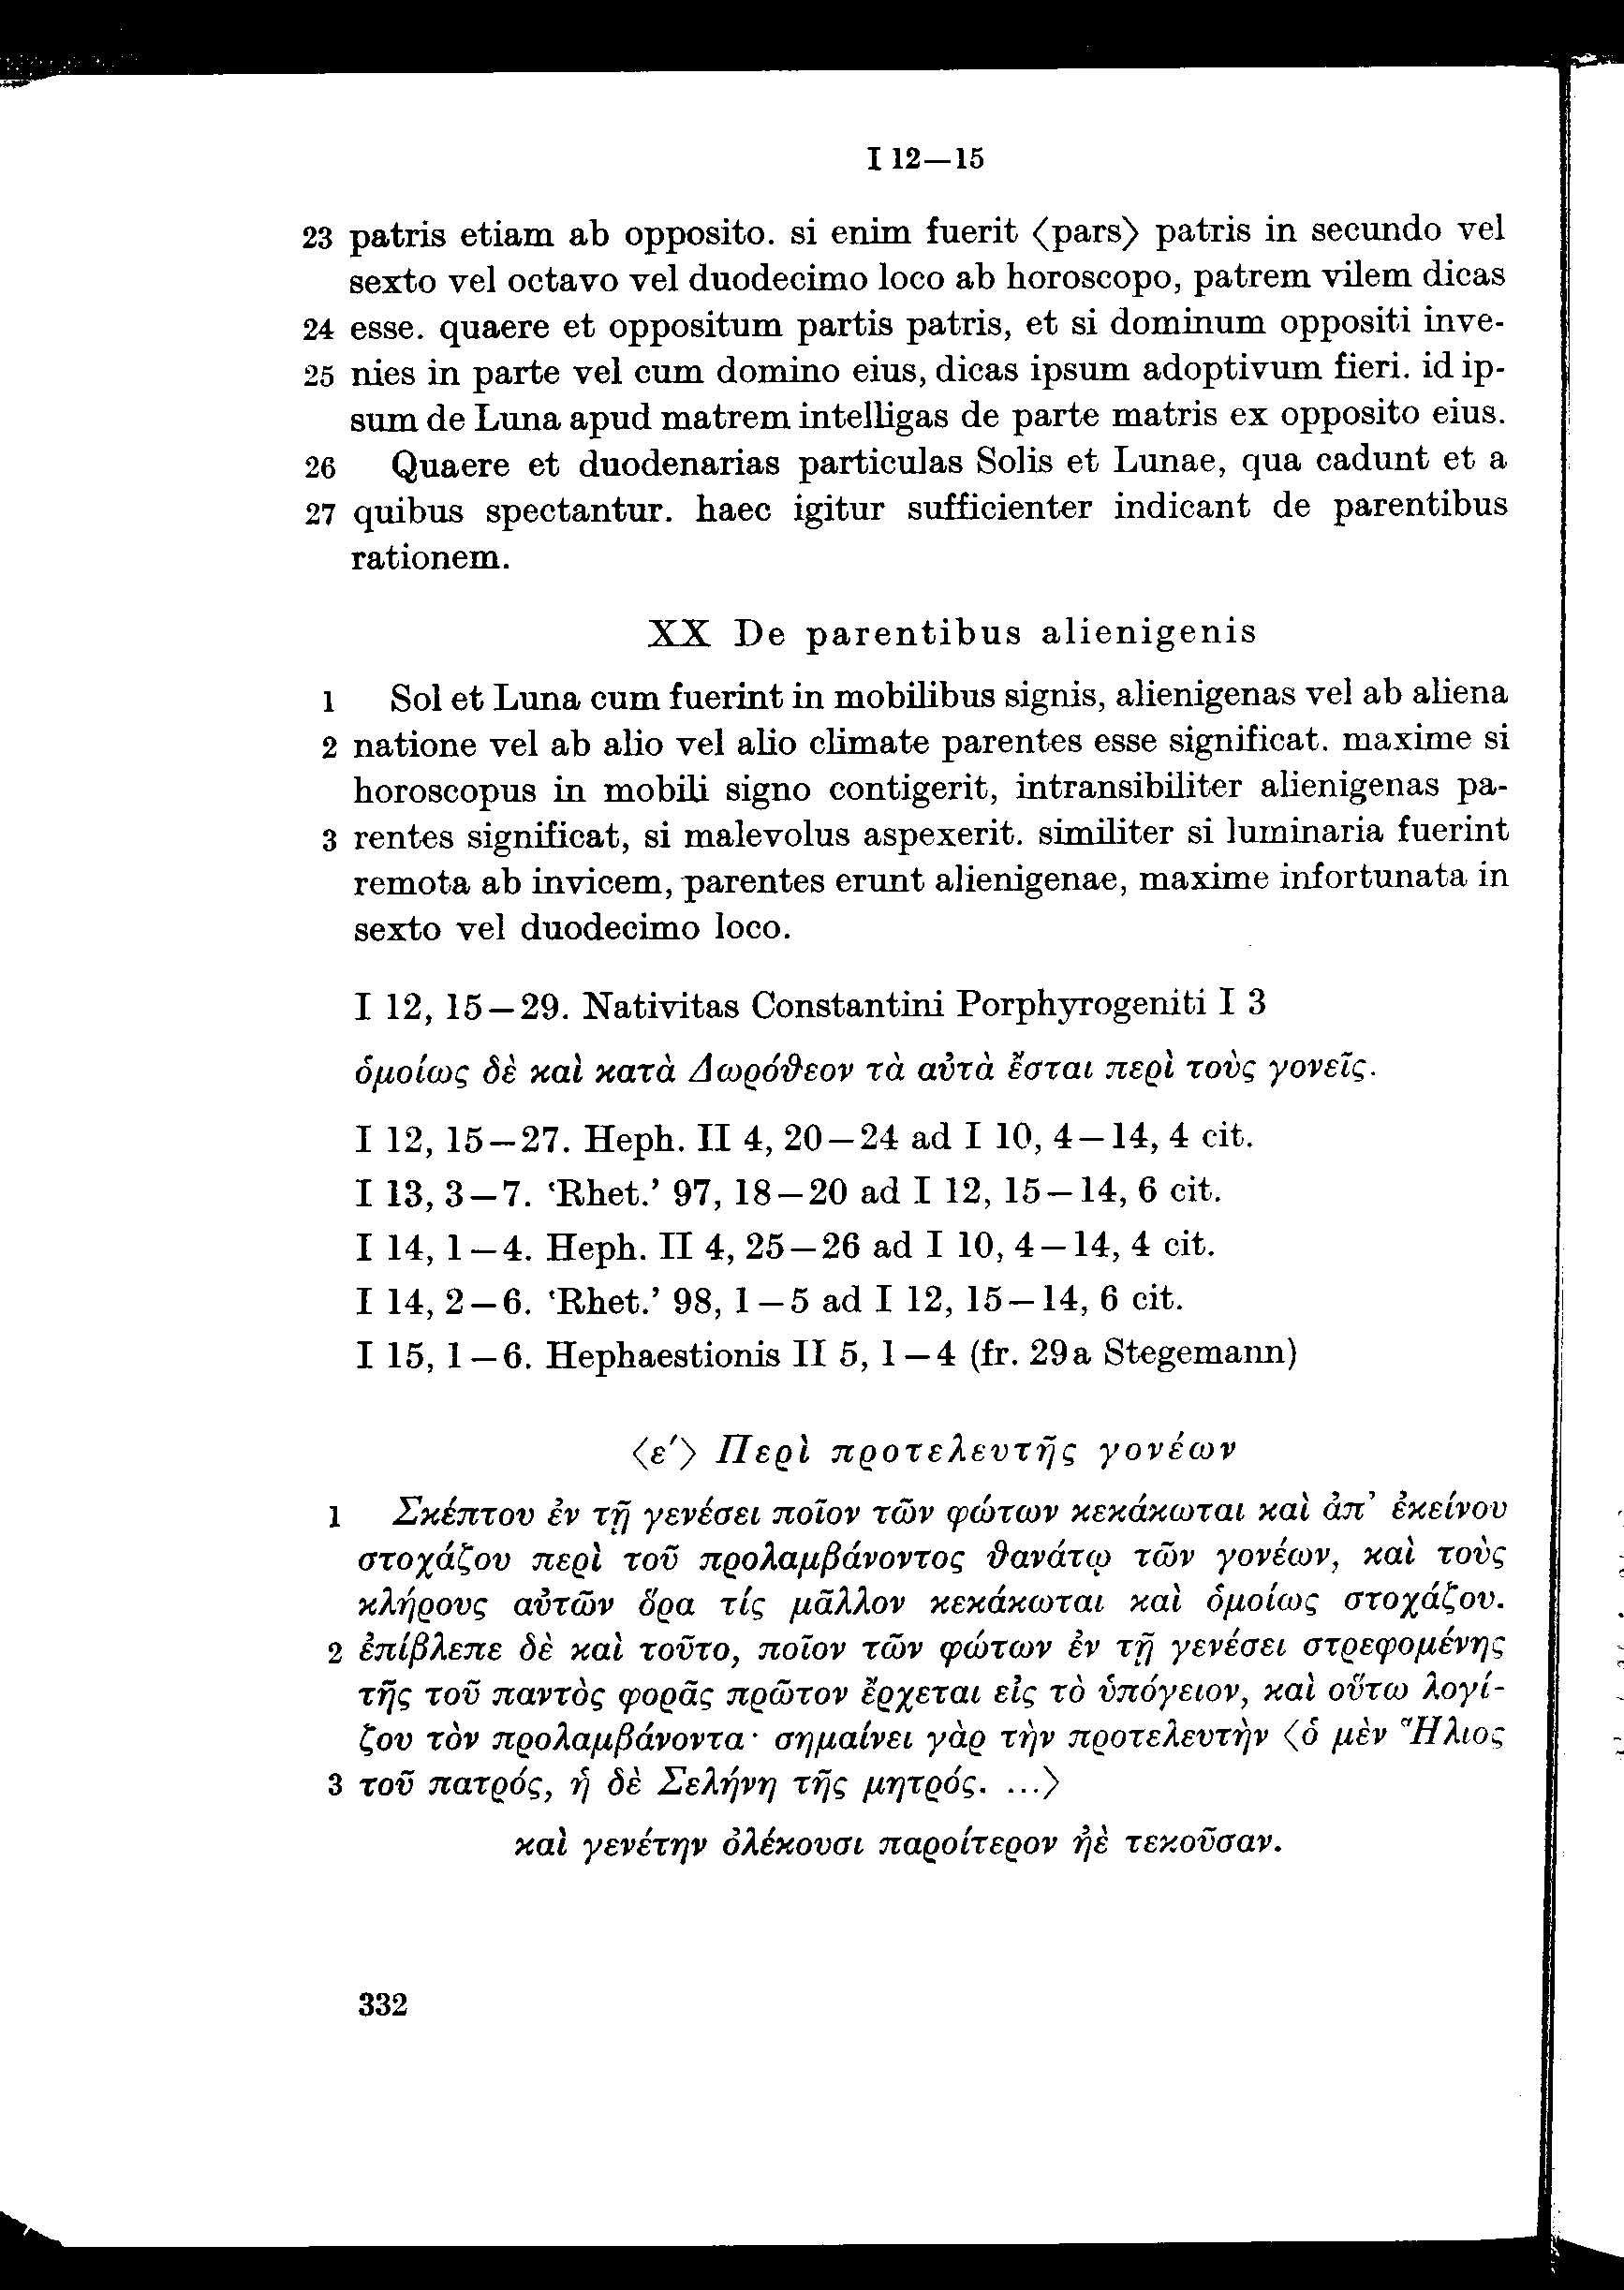 I 12—15
23 patris etiam ab opposito. si enim fuerit ⟨pars⟩ patris in secundo vel
sexto vel octavo vel duodecimo loco ab horoscopo, patrem vilem dicas
24 esse. quaere et oppositum partis patris, et si dominum oppositi inve-
25 nies in parte vel cum domino eius, dicas ipsum adoptivum fieri. id ip-
sum de Luna apud matrem intelligas de parte matris ex opposito eius.
26 Quaere et duodenarias particulas Solis et Lunae, qua cadunt et a
27 quibus spectantur. haec igitur sufficienter indicant de parentibus
rationem.
XX De parentibus alienigenis
1 Sol et Luna cum fuerint in mobilibus signis, alienigenas vel ab aliena
2 natione vel ab alio vel alio climate parentes esse significat. maxime si
horoscopus in mobili signo contigerit, intransibiliter alienigenas pa-
3 rentes significat, si malevolus aspexerit. similiter si luminaria fuerint
remota ab invicem, parentes erunt alienigenae, maxime infortunata in
sexto vel duodecimo loco.
I 12, 15—29. Nativitas Constantini Porphyrogeniti I 3
ὁμοίως δὲ καὶ κατὰ Δωρόθεον τὰ αὐτὰ ἔσται περὶ τοὺς γονεῖς.
I 12, 15—27. Heph. II 4, 20—24 ad I 10, 4—14, 4 cit.
I 13, 3—7. ‘Rhet.’ 97, 18—20 ad I 12, 15—14, 6 cit.
I 14, 1—4. Heph. II 4, 25—26 ad I 10, 4—14, 4 cit.
I 14, 2—6. ‘Rhet.’ 98, 1—5 ad I 12, 15—14, 6 cit.
I 15, 1—6. Hephaestionis II 5, 1—4 (fr. 29a Stegemann)
⟨ε′⟩ Περὶ προτελευτῆς γονέων
1 Σκέπτου ἐν τῇ γενέσει ποῖον τῶν φώτων κεκάκωται καὶ ἀπ’ ἐκείνου
στοχάζου περὶ τοῦ προλαμβάνοντος θανάτῳ τῶν γονέων, καὶ τοὺς
κλήρους αὐτῶν ὅρα τίς μᾶλλον κεκάκωται καὶ ὁμοίως στοχάζου.
2 ἐπίβλεπε δὲ καὶ τοῦτο, ποῖον τῶν φώτων ἐν τῇ γενέσει στρεφομένης
τῆς τοῦ παντὸς φορᾶς πρῶτον ἔρχεται εἰς τὸ ὑπόγειον, καὶ οὕτω λογί-
ζου τὸν προλαμβάνοντα· σημαίνει γὰρ τὴν προτελευτὴν ⟨ὁ μὲν Ἥλιος
3 τοῦ πατρός, ἡ δὲ Σελήνη τῆς μητρός. ...⟩
καὶ γενέτην ὀλέκουσι παροίτερον ἠὲ τεκοῦσαν.
332